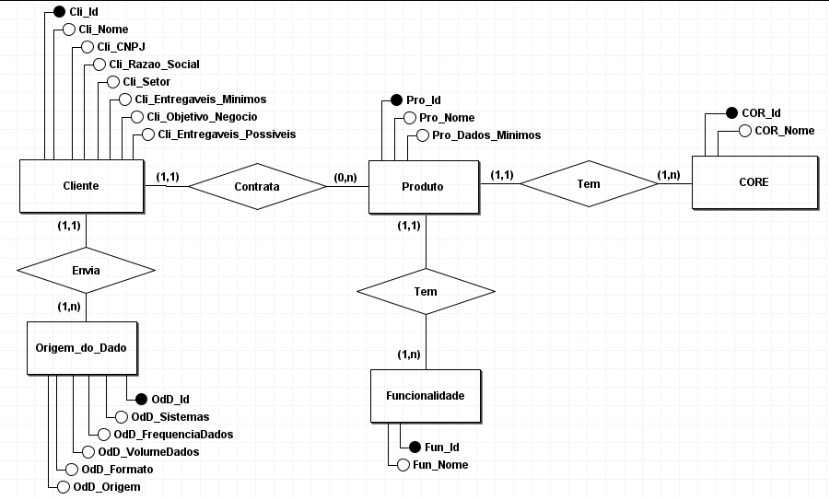 Cli_Id
Cli_Nome
Cli_CNPJ
Cli_Razao_Social
Cli_Setor
Cli_Entregaveis_Minimos
Cli_Objetivo_Negocio
Cli_Entregaveis_Possiveis
Pro_Id
Pro_Nome
Pro_Dados_Minimos
COR_Id
COR_Nome
Cliente
(1,1)
Contrata
(0,n)
Produto
(1,1)
Tem
(1,n)
CORE
(1,1)
Envia
(1,n)
Origem_do_Dado
(1,1)
Tem
(1,n)
Funcionalidade
OdD_Id
OdD_Sistemas
OdD_FrequenciaDados
OdD_VolumeDados
OdD_Formato
OdD_Origem
Fun_Id
Fun_Nome